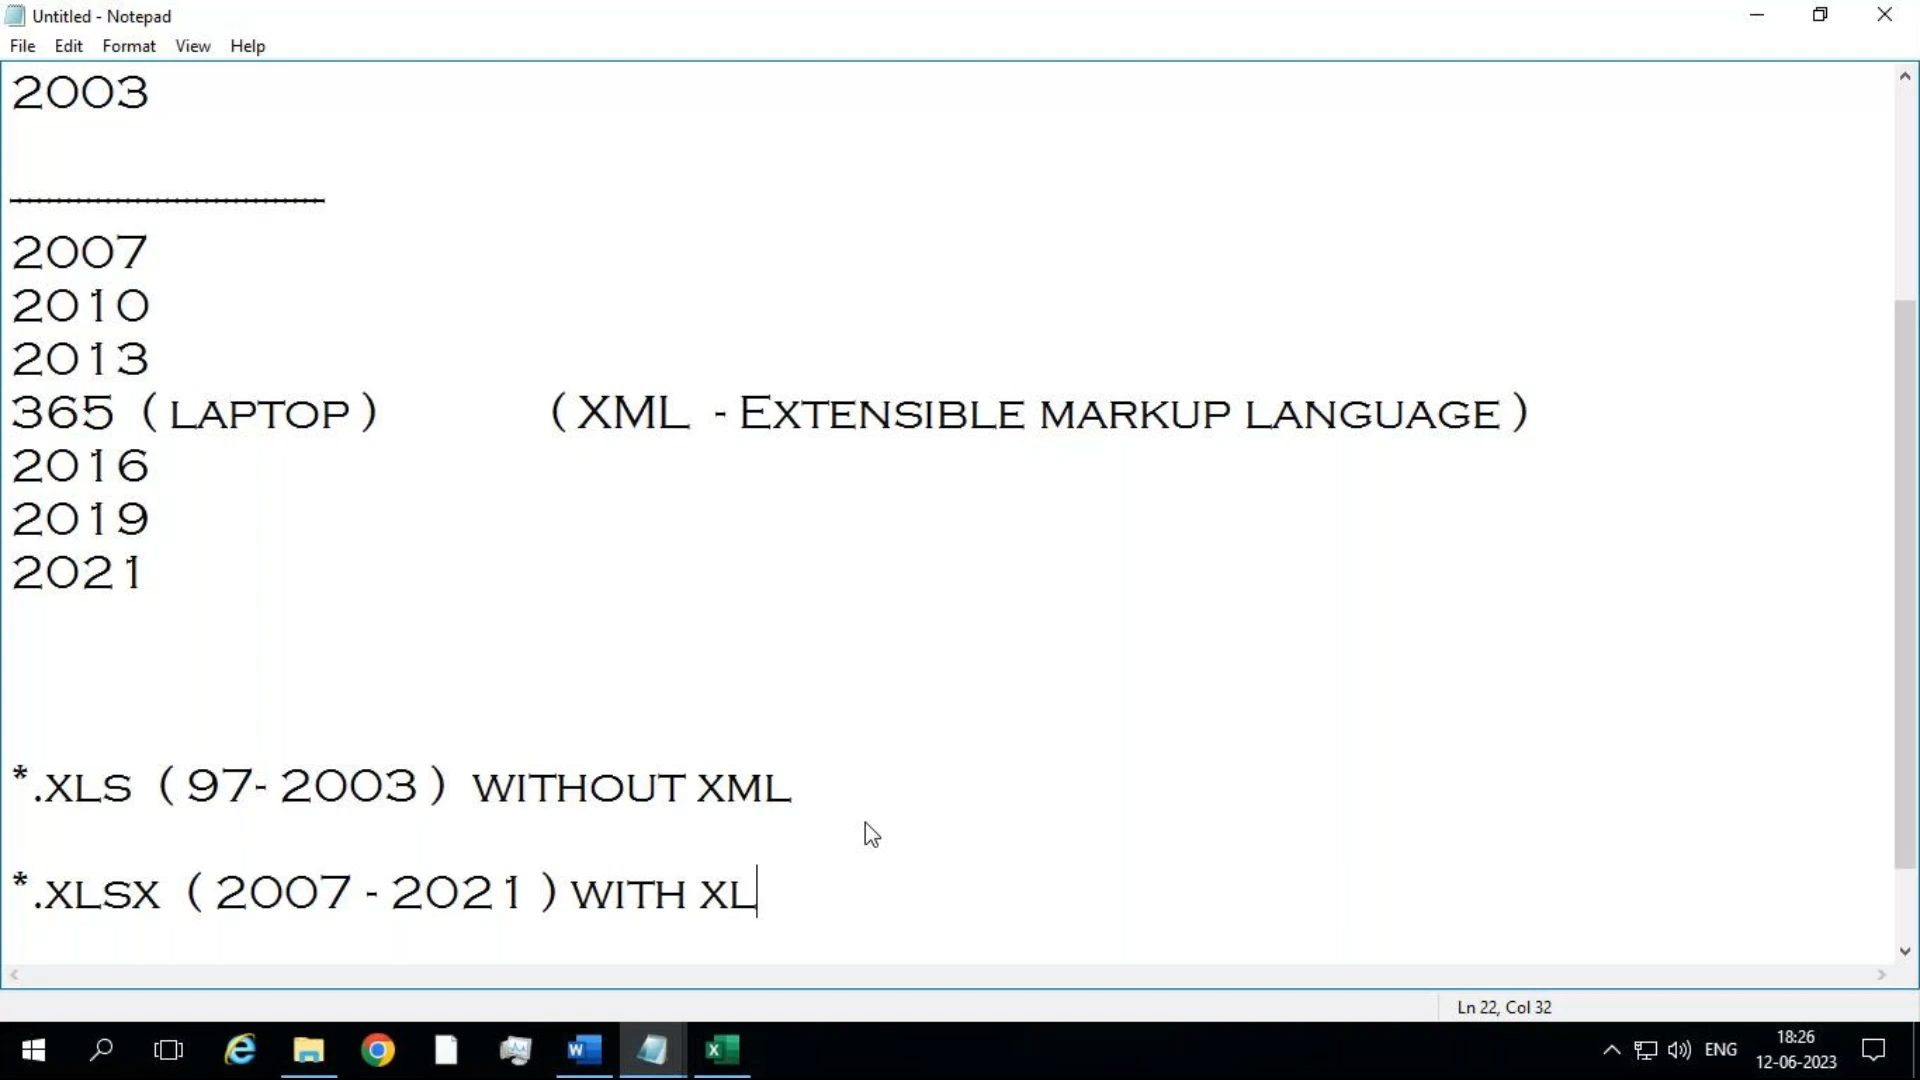 Untitled - Notepad
File Edit Format View Help
2003
--------------------------------
2007
2010
2013
365 ( laptop ) ( XML - Extensible markup language )
2016
2019
2021
*.xls ( 97- 2003 ) without xml
*.xlsx ( 2007 - 2021 ) with xl
Ln 22, Col 32
ENG
18:26
12-06-2023